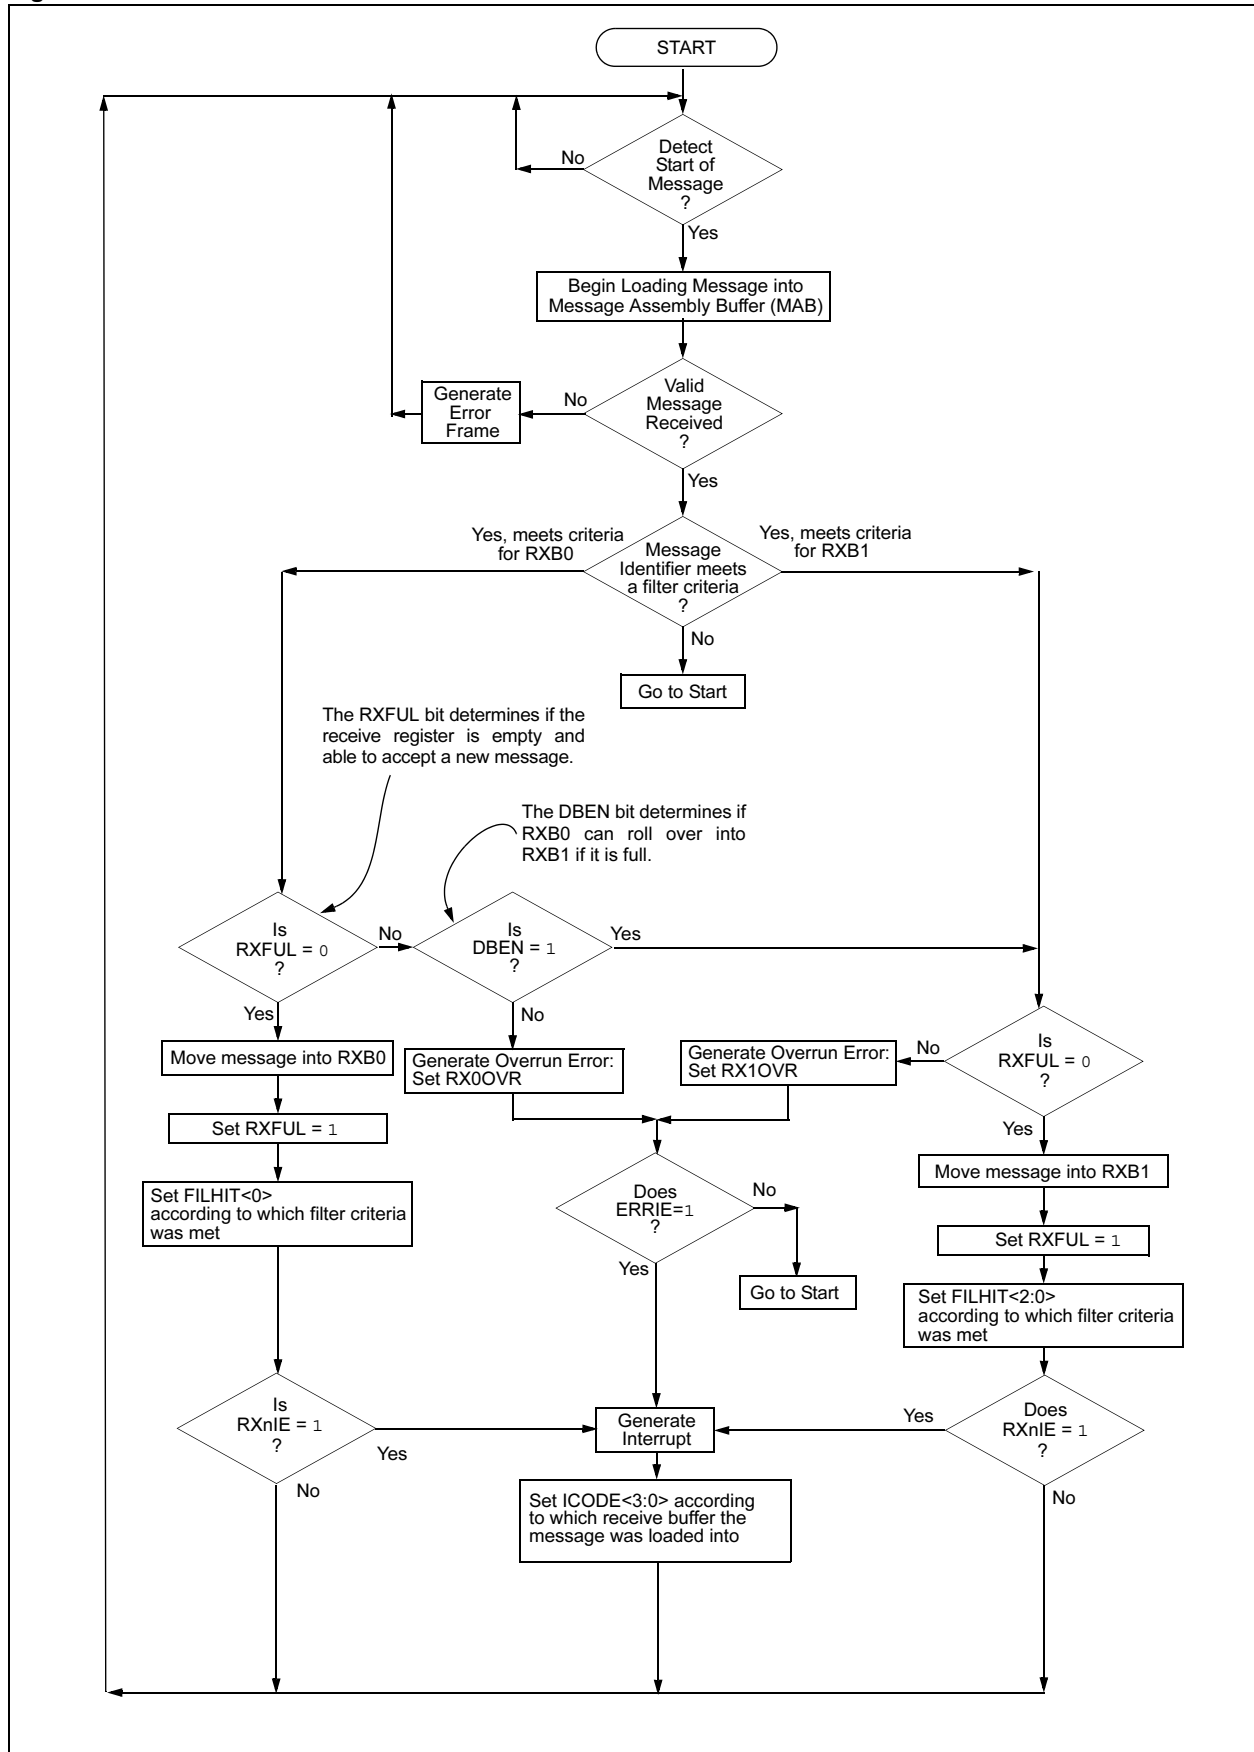 START
Detect
Start of
Message
?
No
Yes
Begin Loading Message into
Message Assembly Buffer (MAB)
Valid
Message
Received
?
No
Generate
Error
Frame
Yes
Yes, meets criteria
for RXB0
Message
Identifier meets
a filter criteria
?
Yes, meets criteria
for RXB1
No
Go to Start
The RXFUL bit determines if the
receive register is empty and
able to accept a new message.
The DBEN bit determines if
RXB0 can roll over into
RXB1 if it is full.
Is
RXFUL = 0
?
No
Is
DBEN = 1
?
Yes
Yes
No
Move message into RXB0
Generate Overrun Error:
Set RX0OVR
Generate Overrun Error:
Set RX1OVR
No
Is
RXFUL = 0
?
Set RXFUL = 1
Yes
Set FILHIT<0>
according to which filter criteria
was met
Does
ERRIE=1
?
No
Move message into RXB1
Set RXFUL = 1
Yes
Go to Start
Set FILHIT<2:0>
according to which filter criteria
was met
Is
RXnIE = 1
?
Yes
Generate
Interrupt
Yes
Does
RXnIE = 1
?
No
Set ICODE<3:0> according
to which receive buffer the
message was loaded into
No